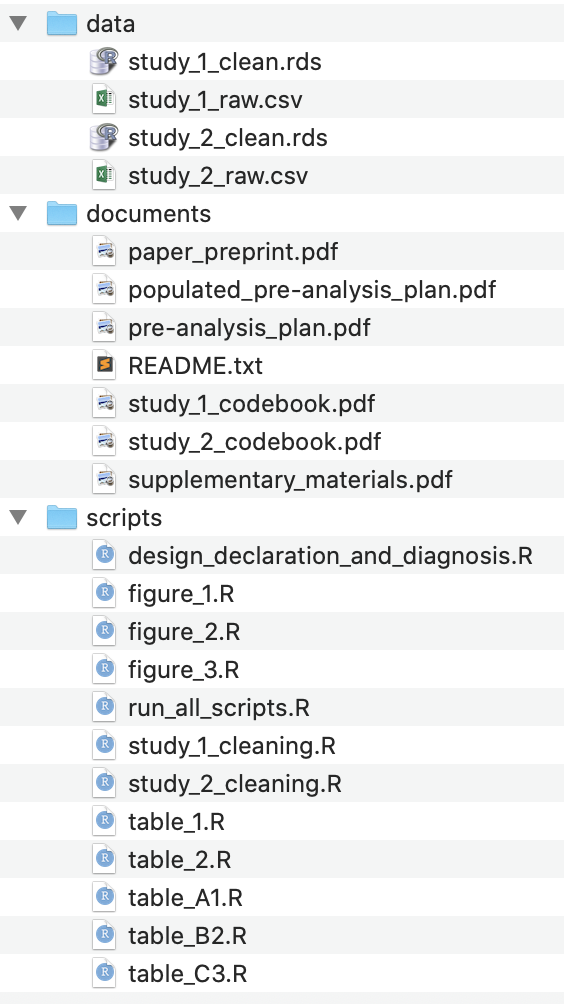 data
study_1_clean.rds
study_1_raw.csv
study_2_clean.rds
study_2_raw.csv
documents
paper_preprint.pdf
populated_pre-analysis_plan.pdf
pre-analysis_plan.pdf
README.txt
study_1_codebook.pdf
study_2_codebook.pdf
supplementary_materials.pdf
scripts
design_declaration_and_diagnosis.R
figure_1.R
figure_2.R
figure_3.R
run_all_scripts.R
study_1_cleaning.R
study_2_cleaning.R
table_1.R
table_2.R
table_A1.R
table_B2.R
table_C3.R